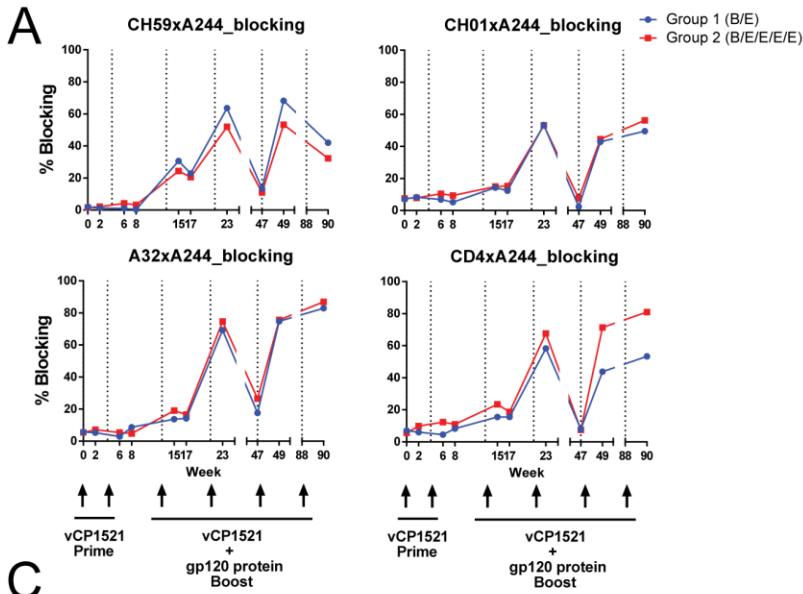 A
CH59xA244_blocking
CH01xA244_blocking
Group 1 (B/E)
Group 2 (B/E/E/E/E)
% Blocking
100
80
60
40
20
0
0 2 6 8 1517 23 47 49 88 90
100
80
60
40
20
0
0 2 6 8 1517 23 47 49 88 90
A32xA244_blocking
CD4xA244_blocking
% Blocking
100
80
60
40
20
0
0 2 6 8 1517 23 47 49 88 90
Week
100
80
60
40
20
0
0 2 6 8 1517 23 47 49 88 90
Week
vCP1521
Prime
vCP1521
+
gp120 protein
Boost
vCP1521
Prime
vCP1521
+
gp120 protein
Boost
C